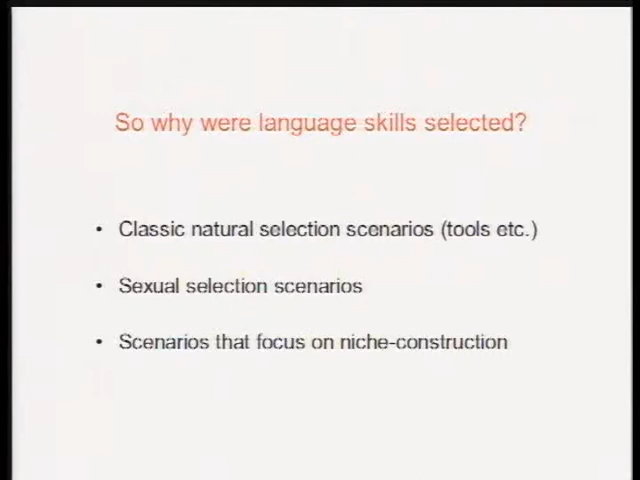 So why were language skills selected?
• Classic natural selection scenarios (tools etc.)
• Sexual selection scenarios
• Scenarios that focus on niche-construction